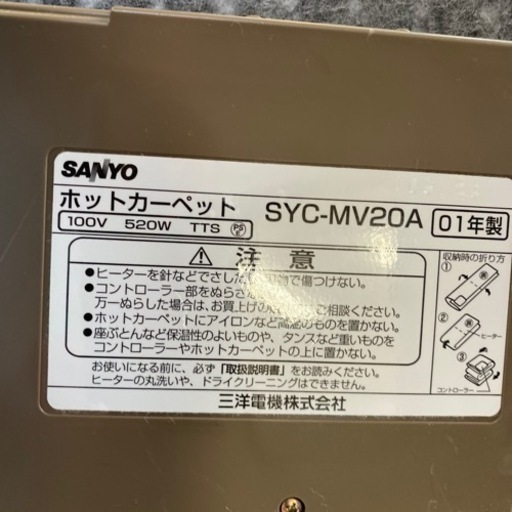 SANYO
ホットカーペット SYC-MV20A 01年製
100V 520W TTS PS E
注意
●ヒーターを針などでさした で傷つけない。
●コントローラー部をぬらさな
万一ぬらした場合は、お買上げの ご相談ください。
●ホットカーペットにアイロンなど高温のものを置かない。
●座ぶとんなど保温性のよいものや、タンスなど重いものを
コントローラーやホットカーペットの上に置かない。
お使いになる前に、必ず「取扱説明書」をお読みください。
ヒーターの丸洗いや、ドライクリーニングはできません。
三洋電機株式会社
収納時の折り方
①
②
ヒーター
③
コントローラー